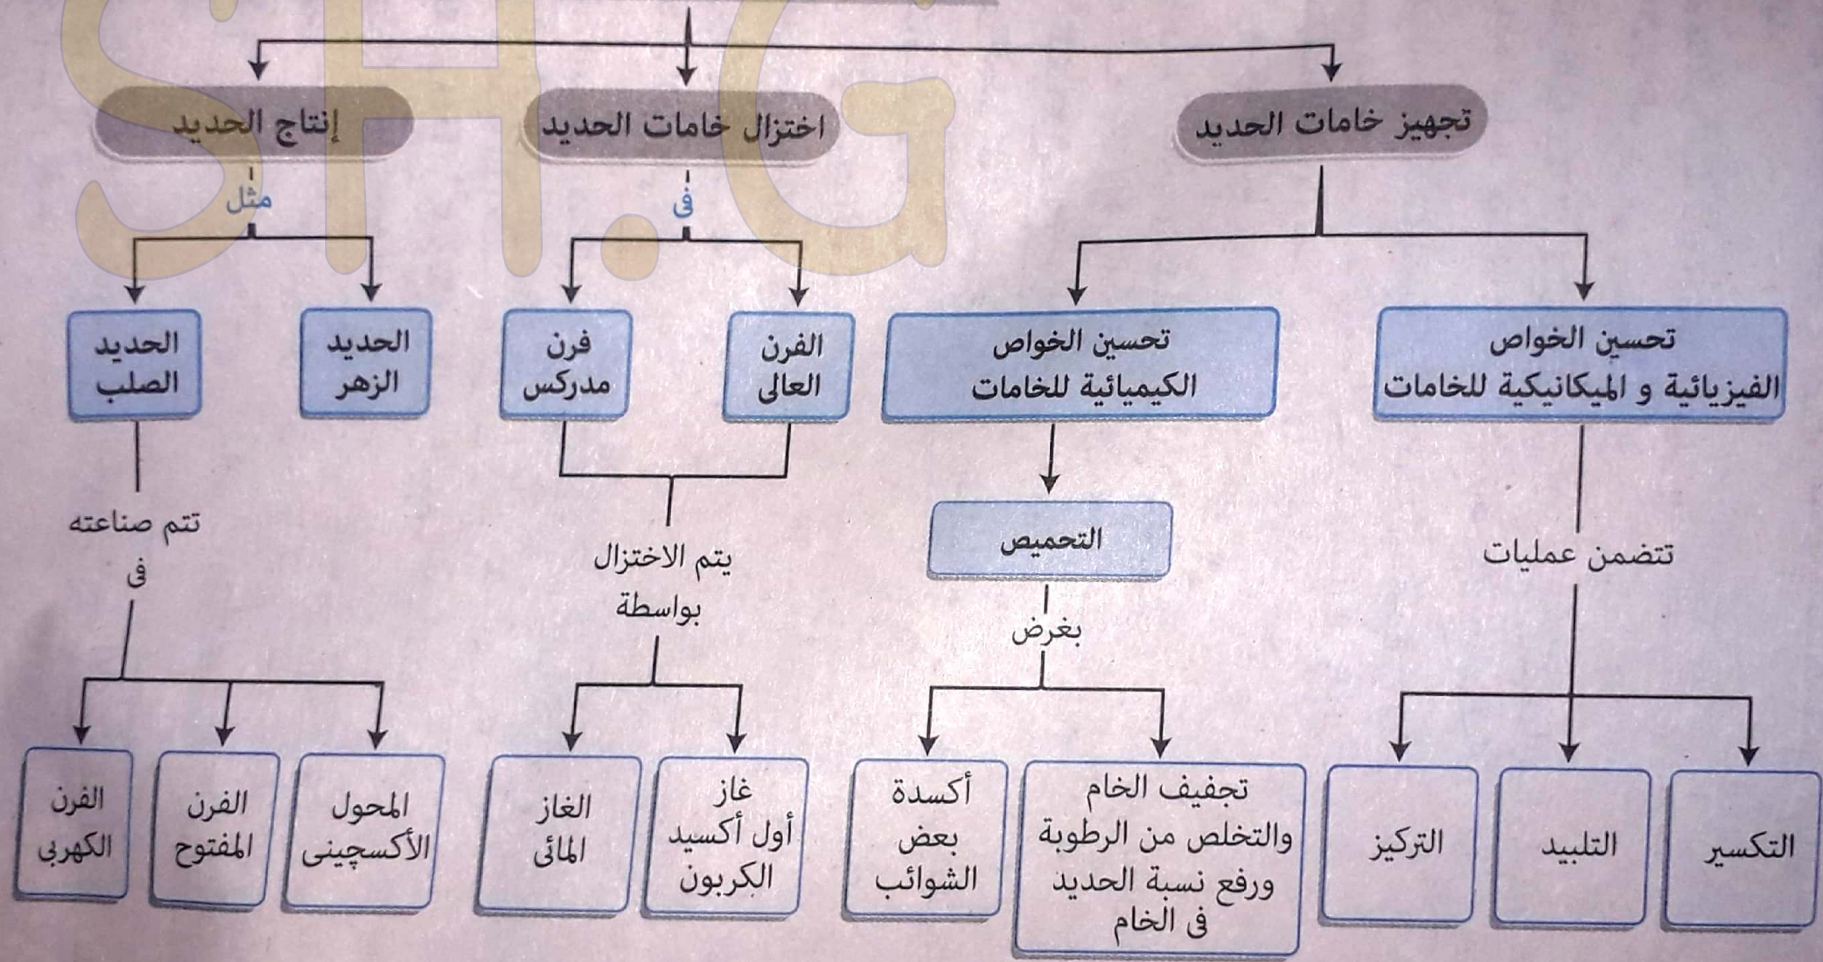 SH.G
تجهيز خامات الحديد
اختزال خامات الحديد
إنتاج الحديد
فى
مثل
تحسين الخواص
الفيزيائية و الميكانيكية للخامات
تحسين الخواص
الكيميائية للخامات
الفرن
العالى
فرن
مدركس
الحديد
الزهر
الحديد
الصلب
تتضمن عمليات
التحميص
بغرض
يتم الاختزال
بواسطة
تتم صناعته
فى
التكسير
التلبيد
التركيز
تجفيف الخام
والتخلص من الرطوبة
ورفع نسبة الحديد
فى الخام
أكسدة
بعض
الشوائب
غاز
أول أكسيد
الكربون
الغاز
المائى
المحول
الأكسچينى
الفرن
المفتوح
الفرن
الكهربى